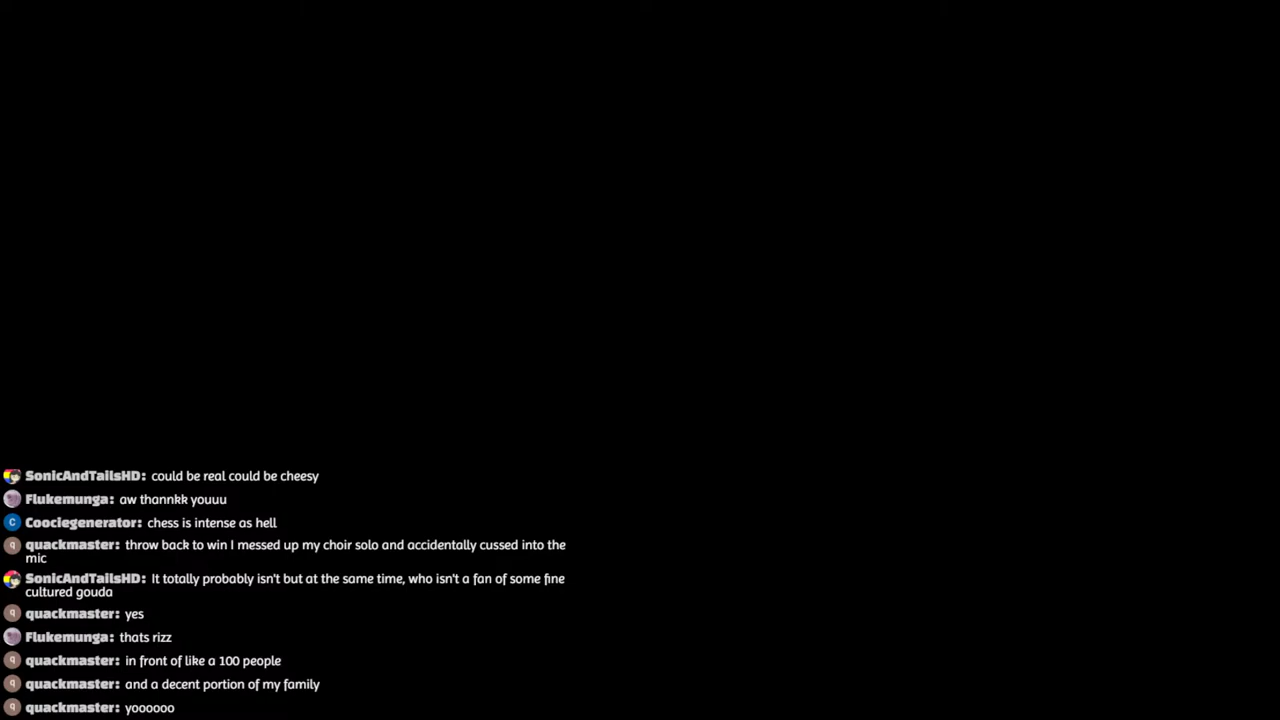 SonicAndTailsHD: could be real could be cheesy
Flukemunga: aw thannkk youuu
Coociegenerator: chess is intense as hell
quackmaster: throw back to win I messed up my choir solo and accidentally cussed into the
mic
SonicAndTailsHD: It totally probably isn't but at the same time, who isn't a fan of some fine
cultured gouda
quackmaster: yes
Flukemunga: thats rizz
quackmaster: in front of like a 100 people
quackmaster: and a decent portion of my family
quackmaster: yoooooo